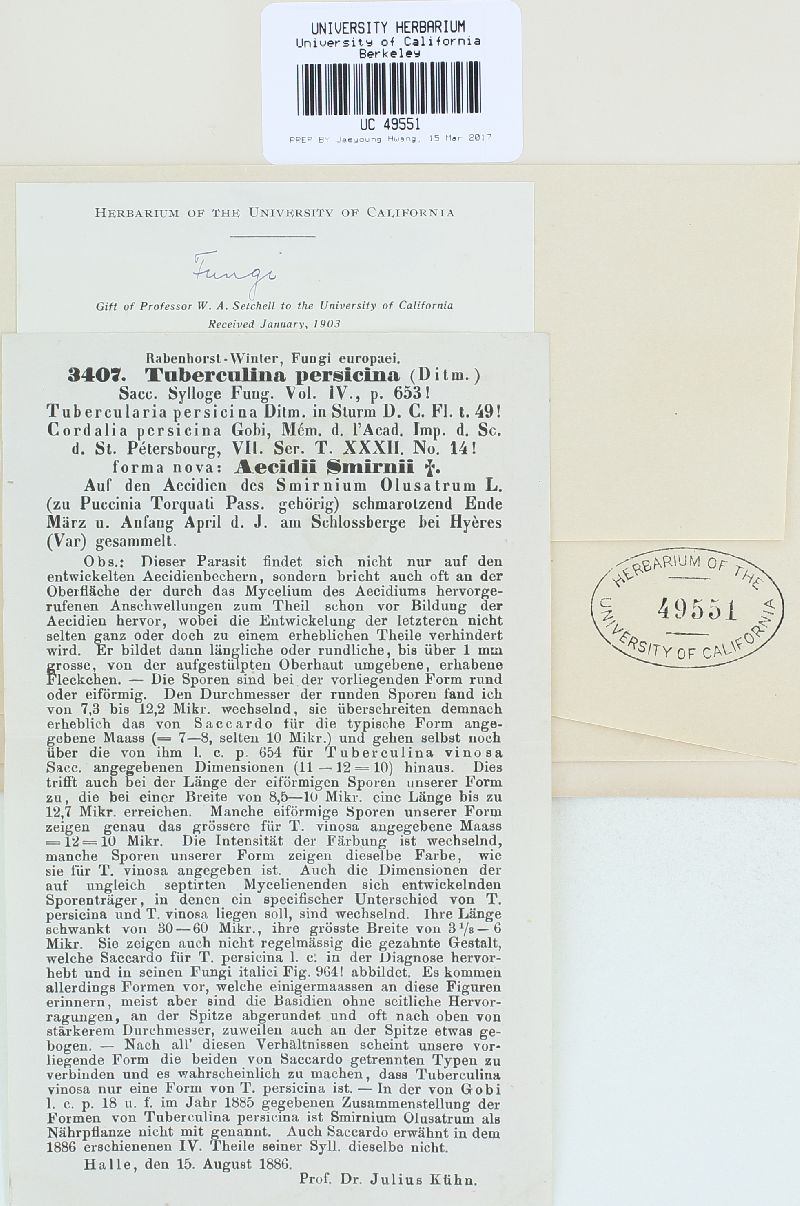 UNIVERSITY HERBARIUM
University of California
Berkeley
UC 49551
PREP BY Jaeyoung Hwang, 15 Mar 2017
HERBARIUM OF THE UNIVERSITY OF CALIFORNIA
Fungi
Gift of Professor W. A. Setchell to the University of California
Received January, 1903
Rabenhorst-Winter, Fungi europaei.
3407. Tuberculina persicina (Ditm.)
Sacc. Sylloge Fung. Vol. IV., p. 653!
Tubercularia persicina Ditm. in Sturm D. C. Fl. t. 49!
Cordalia persicina Gobi, Mém. d. l'Acad. Imp. d. Sc.
d. St. Pétersbourg, VII. Ser. T. XXXII. No. 14!
forma nova: Aecidii Smirnii †.
Auf den Aecidien des Smirnium Olusatrum L.
(zu Puccinia Torquati Pass. gehörig) schmarotzend Ende
März u. Anfang April d. J. am Schlossberge bei Hyères
(Var) gesammelt.
Obs.: Dieser Parasit findet sich nicht nur auf den
entwickelten Aecidienbechern, sondern bricht auch oft an der
Oberfläche der durch das Mycelium des Aecidiums hervorge-
rufenen Anschwellungen zum Theil schon vor Bildung der
Aecidien hervor, wobei die Entwickelung der letzteren nicht
selten ganz oder doch zu einem erheblichen Theile verhindert
wird. Er bildet dann längliche oder rundliche, bis über 1 mm
grosse, von der aufgestülpten Oberhaut umgebene, erhabene
Fleckchen. — Die Sporen sind bei der vorliegenden Form rund
oder eiförmig. Den Durchmesser der runden Sporen fand ich
von 7,3 bis 12,2 Mikr. wechselnd, sie überschreiten demnach
erheblich das von Saccardo für die typische Form ange-
gebene Maass (= 7—8, selten 10 Mikr.) und gehen selbst noch
über die von ihm l. c. p. 654 für Tuberculina vinosa
Sacc. angegebenen Dimensionen (11 — 12 = 10) hinaus. Dies
trifft auch bei der Länge der eiförmigen Sporen unserer Form
zu, die bei einer Breite von 8,5—10 Mikr. eine Länge bis zu
12,7 Mikr. erreichen. Manche eiförmige Sporen unserer Form
zeigen genau das grössere für T. vinosa angegebene Maass
= 12 = 10 Mikr. Die Intensität der Färbung ist wechselnd,
manche Sporen unserer Form zeigen dieselbe Farbe, wie
sie für T. vinosa angegeben ist. Auch die Dimensionen der
auf ungleich septirten Mycelienenden sich entwickelnden
Sporenträger, in denen ein specifischer Unterschied von T.
persicina und T. vinosa liegen soll, sind wechselnd. Ihre Länge
schwankt von 30—60 Mikr., ihre grösste Breite von 3 1/8 — 6
Mikr. Sie zeigen auch nicht regelmässig die gezahnte Gestalt,
welche Saccardo für T. persicina l. c. in der Diagnose hervor-
hebt und in seinen Fungi italici Fig. 964! abbildet. Es kommen
allerdings Formen vor, welche einigermaassen an diese Figuren
erinnern, meist aber sind die Basidien ohne seitliche Hervor-
ragungen, an der Spitze abgerundet und oft nach oben von
stärkerem Durchmesser, zuweilen auch an der Spitze etwas ge-
bogen. — Nach all' diesen Verhältnissen scheint unsere vor-
liegende Form die beiden von Saccardo getrennten Typen zu
verbinden und es wahrscheinlich zu machen, dass Tuberculina
vinosa nur eine Form von T. persicina ist. — In der von Gobi
l. c. p. 18 u. f. im Jahr 1885 gegebenen Zusammenstellung der
Formen von Tuberculina persicina ist Smirnium Olusatrum als
Nährpflanze nicht mit genannt. Auch Saccardo erwähnt in dem
1886 erschienenen IV. Theile seiner Syll. dieselbe nicht.
Halle, den 15. August 1886.
Prof. Dr. Julius Kühn.
HERBARIUM OF THE
49551
UNIVERSITY OF CALIFORNIA